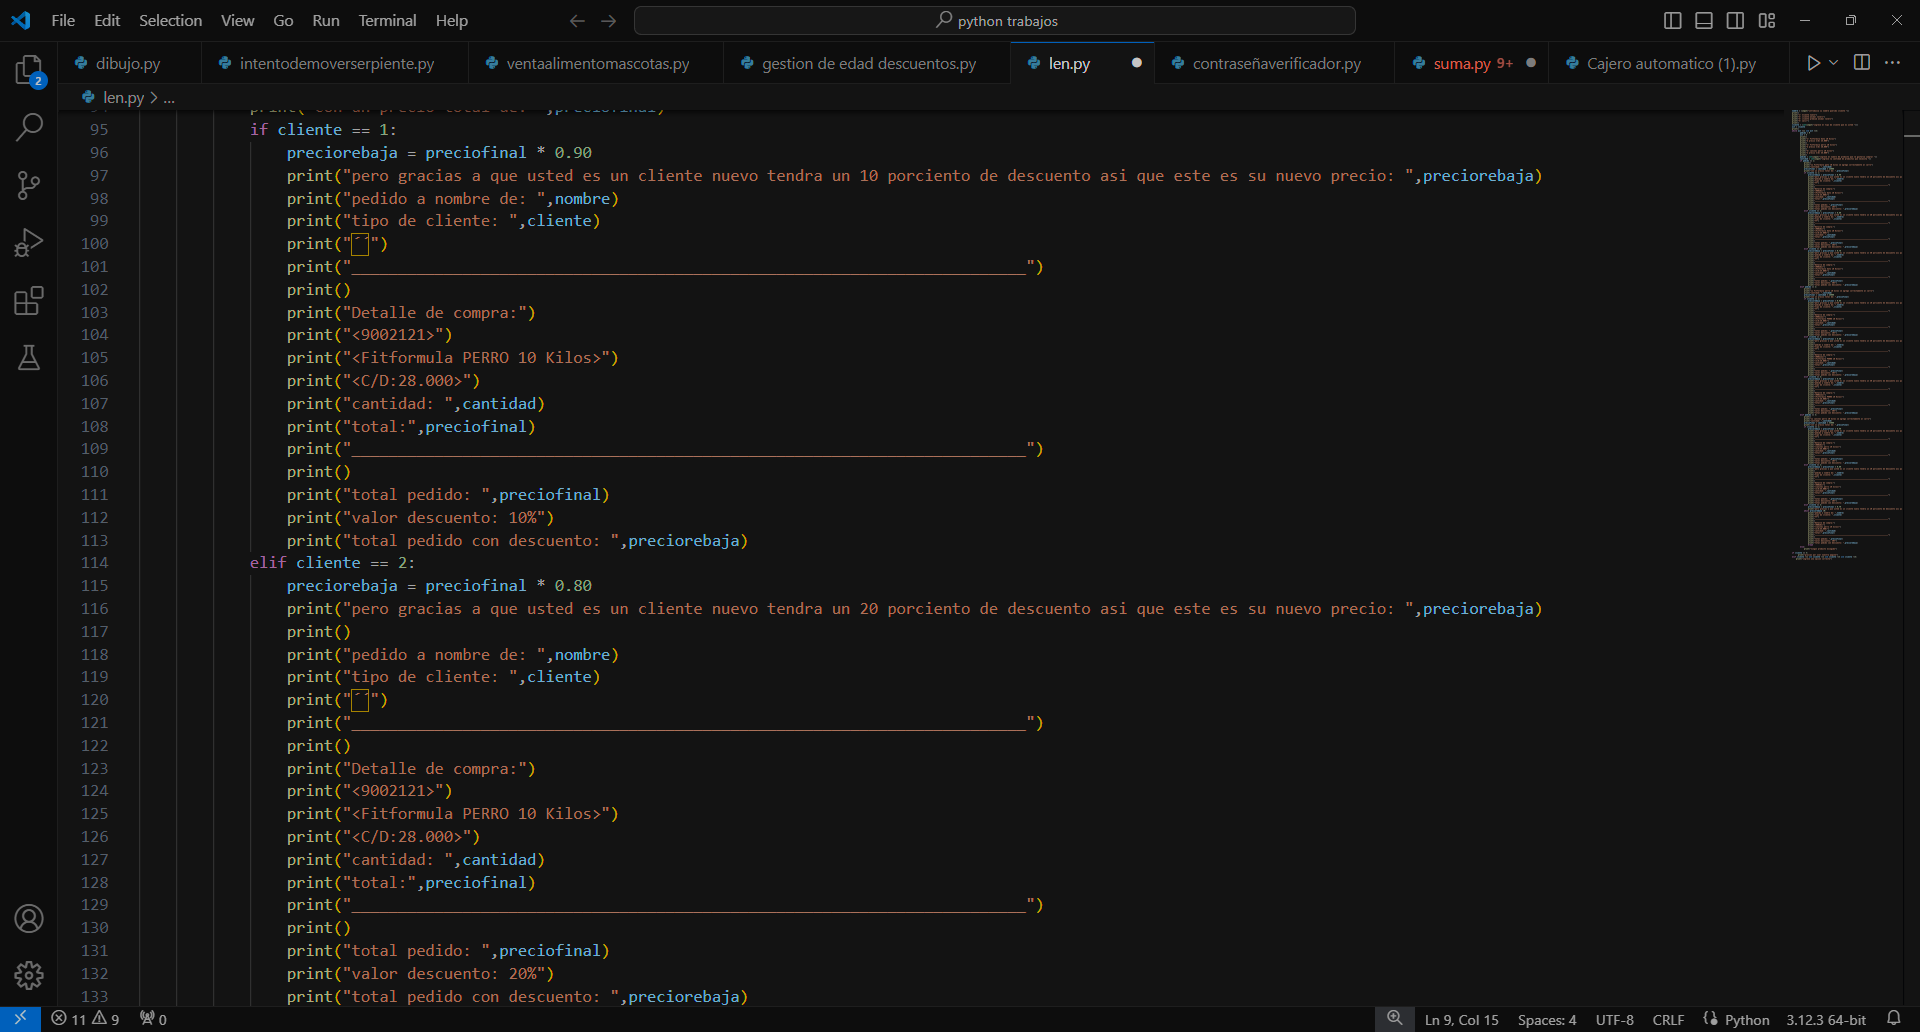 File Edit Selection View Go Run Terminal Help python trabajos
dibujo.py intentodemoverserpiente.py ventaalimentomascotas.py gestion de edad descuentos.py len.py contraseñaverificador.py suma.py 9+ Cajero automatico (1).py
2
len.py > ...
print("con un precio total de: ",preciofinal)
95 if cliente == 1:
96 preciorebaja = preciofinal * 0.90
97 print("pero gracias a que usted es un cliente nuevo tendra un 10 porciento de descuento asi que este es su nuevo precio: ",preciorebaja)
98 print("pedido a nombre de: ",nombre)
99 print("tipo de cliente: ",cliente)
100 print("´´")
101 print("_________________________________________________________________________")
102 print()
103 print("Detalle de compra:")
104 print("<9002121>")
105 print("<Fitformula PERRO 10 Kilos>")
106 print("<C/D:28.000>")
107 print("cantidad: ",cantidad)
108 print("total:",preciofinal)
109 print("_________________________________________________________________________")
110 print()
111 print("total pedido: ",preciofinal)
112 print("valor descuento: 10%")
113 print("total pedido con descuento: ",preciorebaja)
114 elif cliente == 2:
115 preciorebaja = preciofinal * 0.80
116 print("pero gracias a que usted es un cliente nuevo tendra un 20 porciento de descuento asi que este es su nuevo precio: ",preciorebaja)
117 print()
118 print("pedido a nombre de: ",nombre)
119 print("tipo de cliente: ",cliente)
120 print("´´")
121 print("_________________________________________________________________________")
122 print()
123 print("Detalle de compra:")
124 print("<9002121>")
125 print("<Fitformula PERRO 10 Kilos>")
126 print("<C/D:28.000>")
127 print("cantidad: ",cantidad)
128 print("total:",preciofinal)
129 print("_________________________________________________________________________")
130 print()
131 print("total pedido: ",preciofinal)
132 print("valor descuento: 20%")
133 print("total pedido con descuento: ",preciorebaja)
11 9 0 Ln 9, Col 15 Spaces: 4 UTF-8 CRLF Python 3.12.3 64-bit